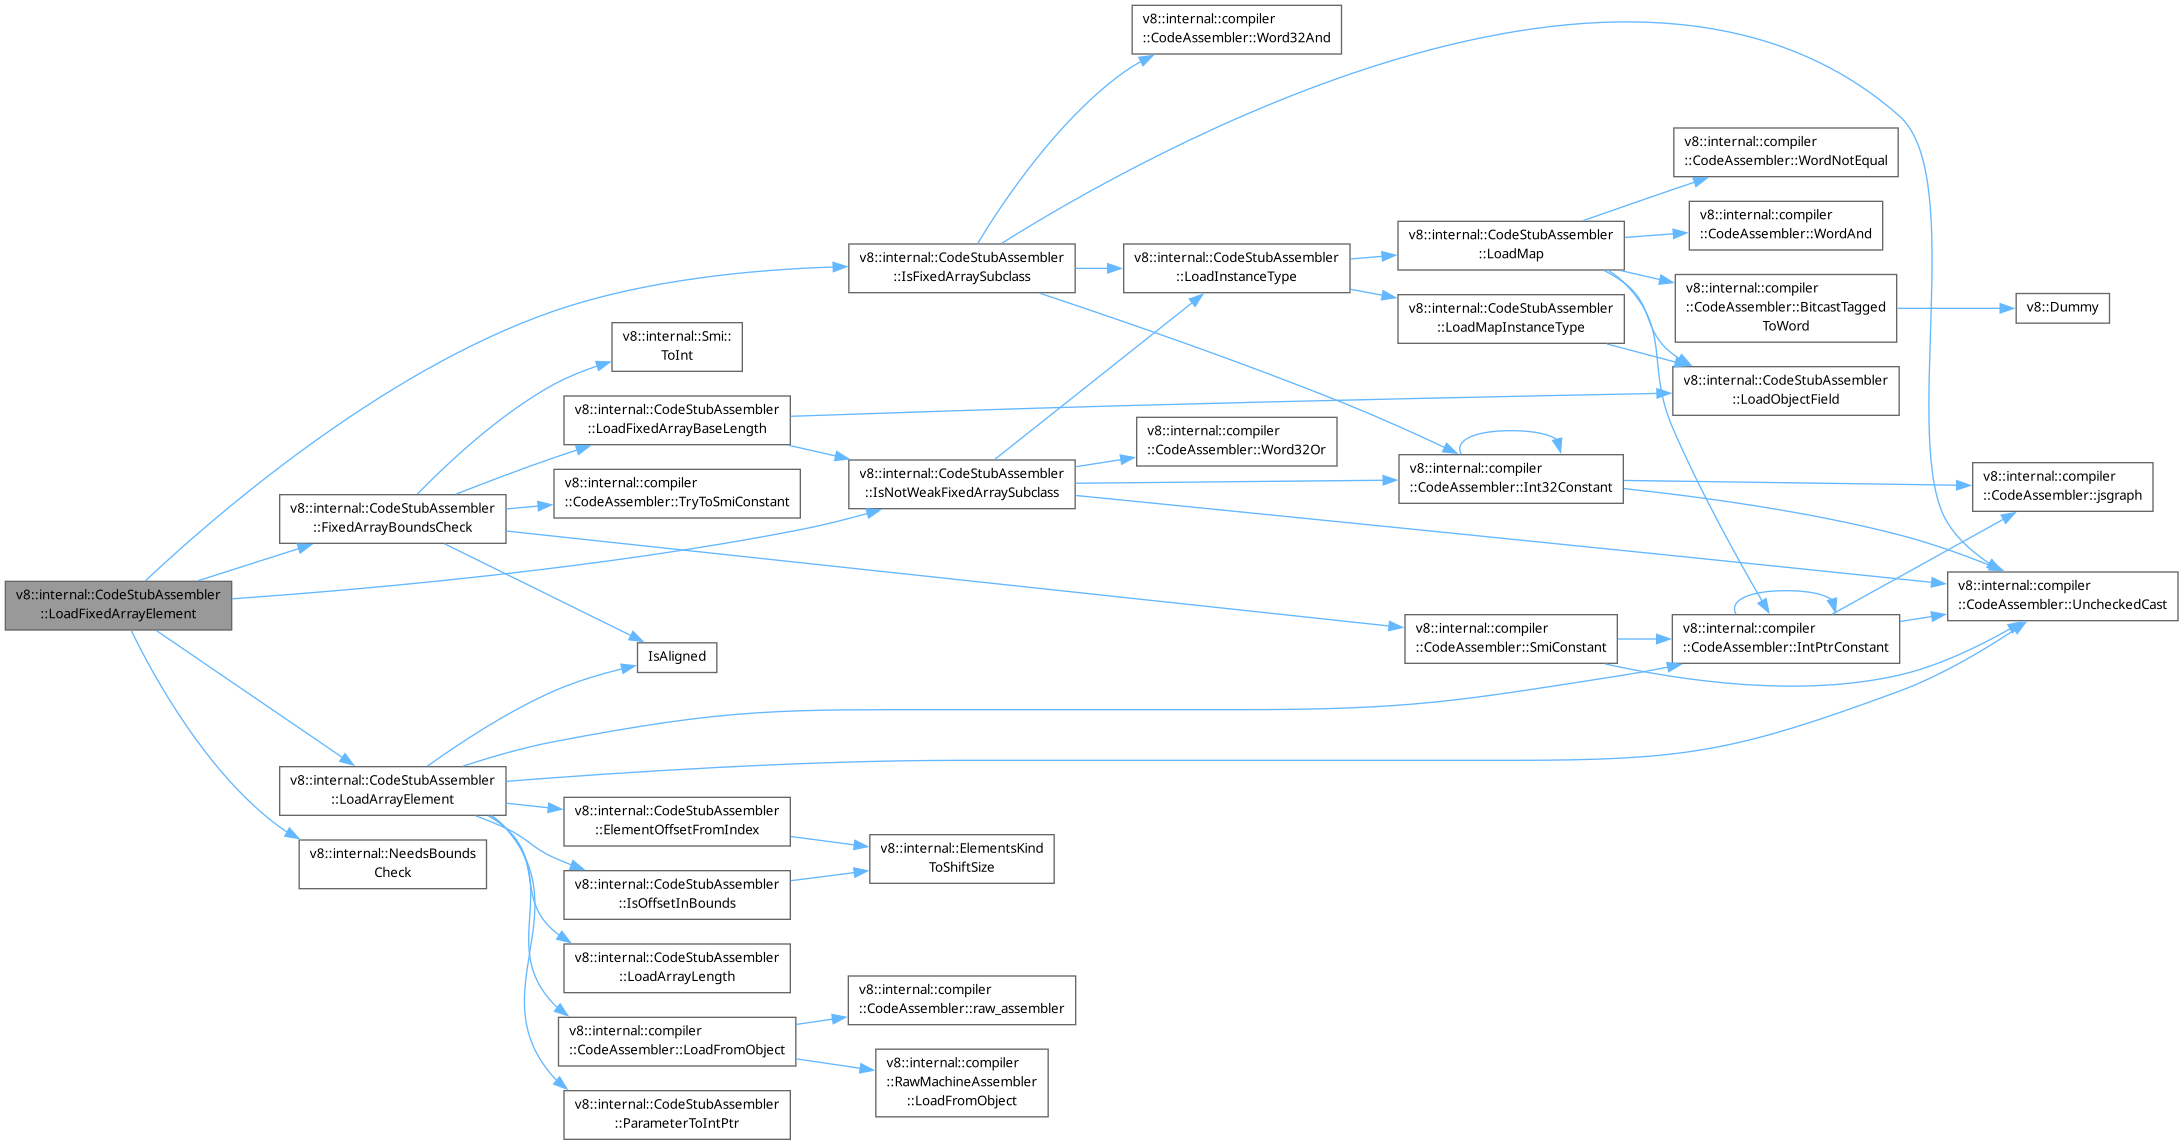 v8::internal::compiler
::CodeAssembler::Word32And
v8::internal::compiler
::CodeAssembler::WordNotEqual
v8::internal::compiler
::CodeAssembler::WordAnd
v8::internal::CodeStubAssembler
::LoadMap
v8::internal::CodeStubAssembler
::IsFixedArraySubclass
v8::internal::CodeStubAssembler
::LoadInstanceType
v8::internal::compiler
::CodeAssembler::BitcastTagged
ToWord
v8::Dummy
v8::internal::CodeStubAssembler
::LoadMapInstanceType
v8::internal::Smi::
ToInt
v8::internal::CodeStubAssembler
::LoadObjectField
v8::internal::CodeStubAssembler
::LoadFixedArrayBaseLength
v8::internal::compiler
::CodeAssembler::Word32Or
v8::internal::compiler
::CodeAssembler::TryToSmiConstant
v8::internal::CodeStubAssembler
::IsNotWeakFixedArraySubclass
v8::internal::compiler
::CodeAssembler::Int32Constant
v8::internal::compiler
::CodeAssembler::jsgraph
v8::internal::CodeStubAssembler
::FixedArrayBoundsCheck
v8::internal::CodeStubAssembler
::LoadFixedArrayElement
v8::internal::compiler
::CodeAssembler::UncheckedCast
IsAligned
v8::internal::compiler
::CodeAssembler::SmiConstant
v8::internal::compiler
::CodeAssembler::IntPtrConstant
v8::internal::CodeStubAssembler
::LoadArrayElement
v8::internal::CodeStubAssembler
::ElementOffsetFromIndex
v8::internal::NeedsBounds
Check
v8::internal::ElementsKind
ToShiftSize
v8::internal::CodeStubAssembler
::IsOffsetInBounds
v8::internal::CodeStubAssembler
::LoadArrayLength
v8::internal::compiler
::CodeAssembler::raw_assembler
v8::internal::compiler
::CodeAssembler::LoadFromObject
v8::internal::compiler
::RawMachineAssembler
::LoadFromObject
v8::internal::CodeStubAssembler
::ParameterToIntPtr